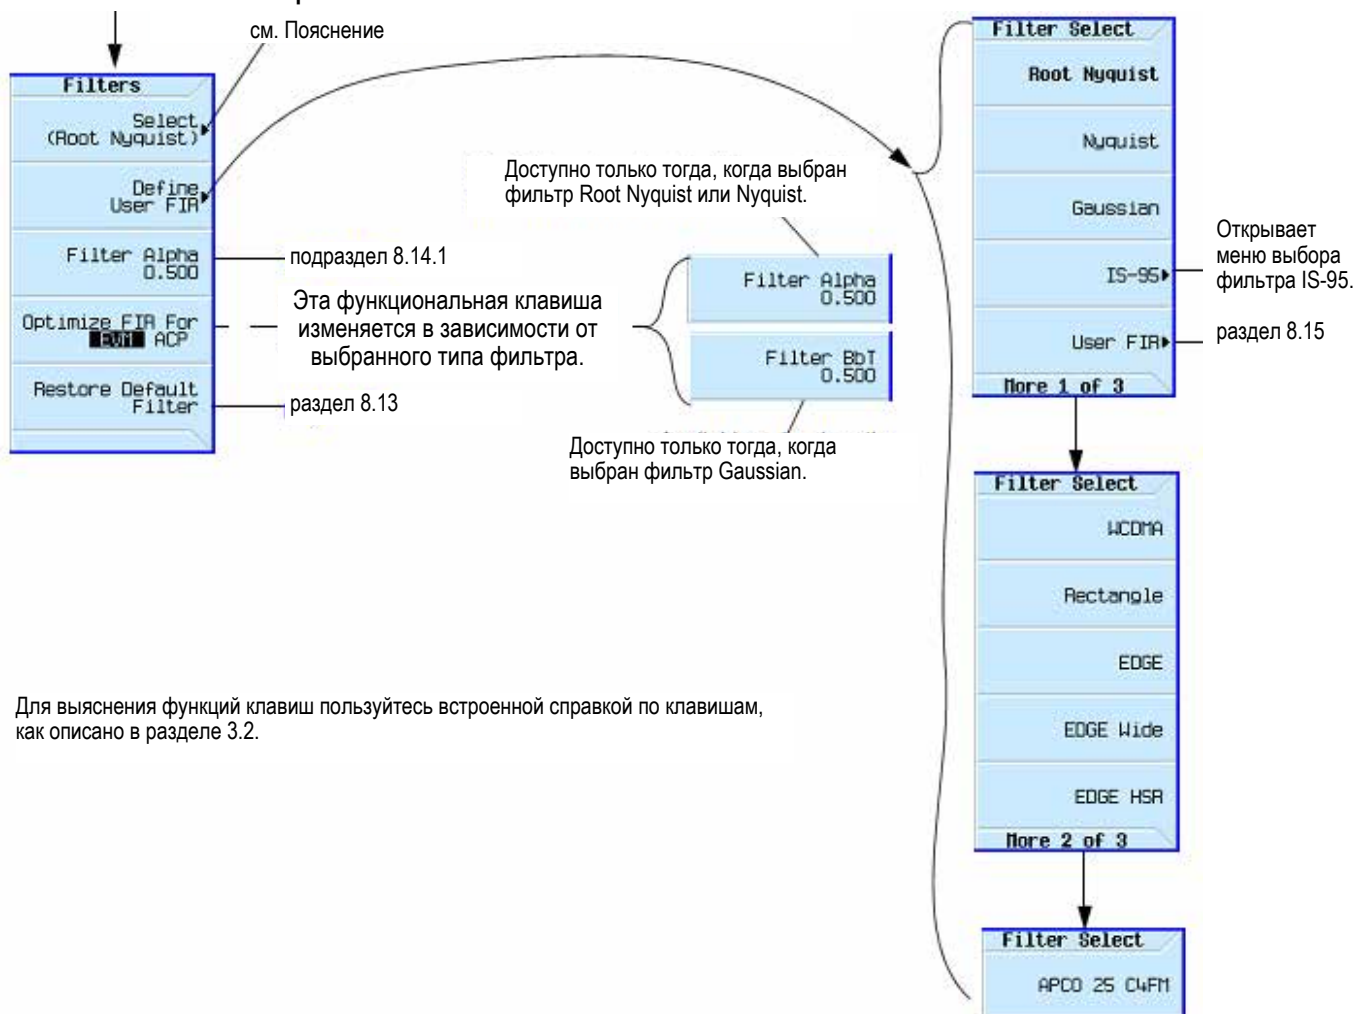 см. Пояснение
Filters
Select
(Root Nyquist)
Define
User FIR
Filter Alpha
0.500
подраздел 8.14.1
Optimize FIR For
EVM ACP
Эта функциональная клавиша
изменяется в зависимости от
выбранного типа фильтра.
Restore Default
Filter
раздел 8.13
Доступно только тогда, когда выбран
фильтр Root Nyquist или Nyquist.
Filter Alpha
0.500
Filter BbT
0.500
Доступно только тогда, когда
выбран фильтр Gaussian.
Filter Select
Root Nyquist
Nyquist
Gaussian
IS-95
Открывает
меню выбора
фильтра IS-95.
User FIR
раздел 8.15
More 1 of 3
Filter Select
WCDMA
Rectangle
EDGE
EDGE Wide
EDGE HSR
More 2 of 3
Filter Select
APCO 25 C4FM
Для выяснения функций клавиш пользуйтесь встроенной справкой по клавишам,
как описано в разделе 3.2.